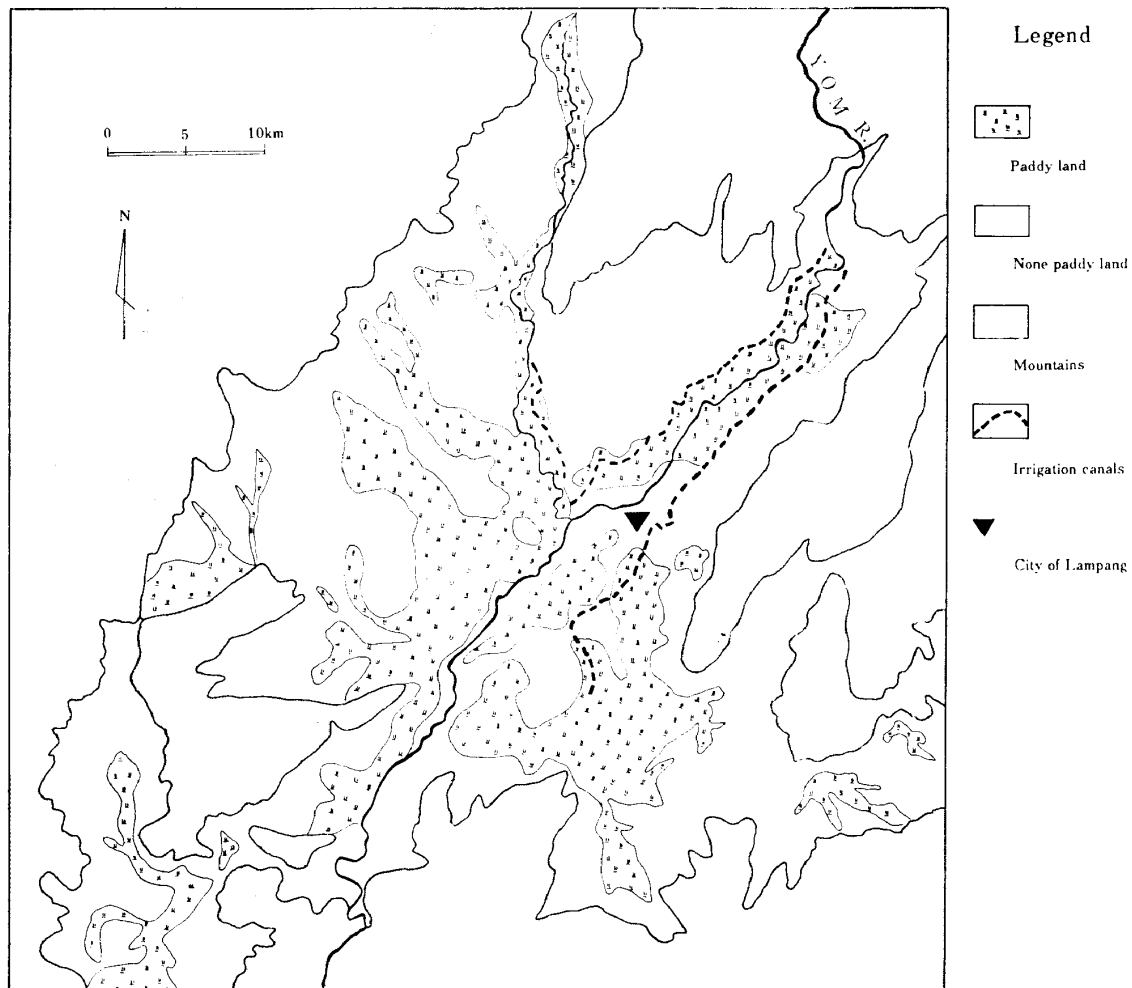 Legend
YOM R.
0 5 10km
N
Paddy land
None paddy land
Mountains
Irrigation canals
City of Lampang